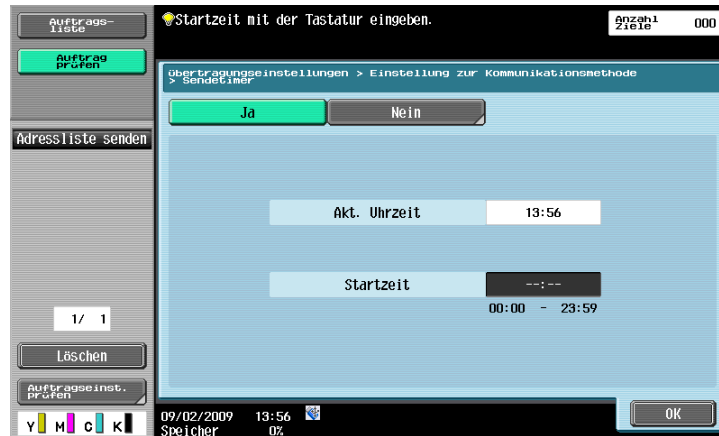 Auftrags-
liste
Auftrag
prüfen
Adressliste senden
1/ 1
Löschen
Auftragseinst.
prüfen
Y M C K
Startzeit mit der Tastatur eingeben.
Anzahl
Ziele 000
Übertragungseinstellungen > Einstellung zur Kommunikationsmethode
> Sendetimer
Ja Nein
Akt. Uhrzeit 13:56
Startzeit --:--
00:00 - 23:59
09/02/2009 13:56
Speicher 0%
OK